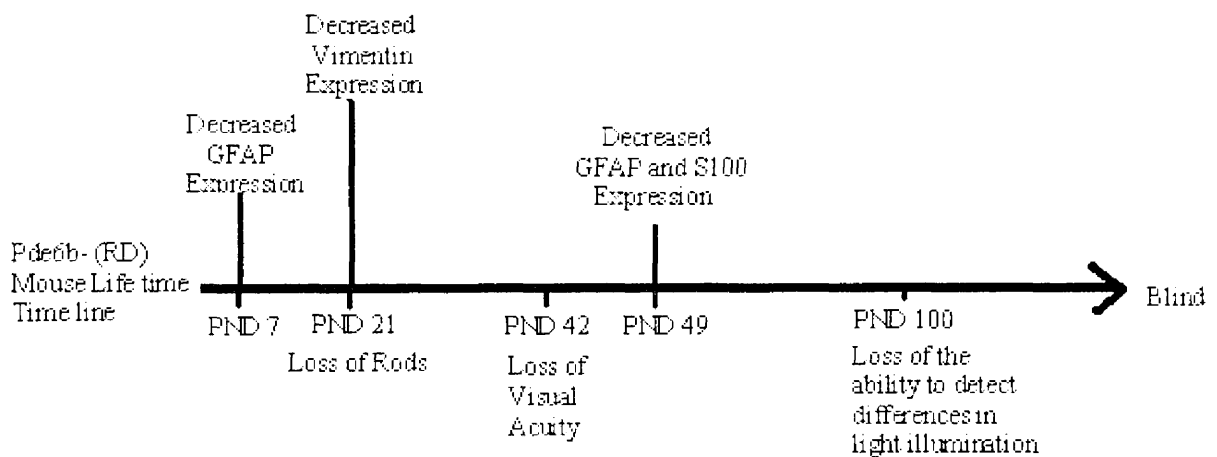 Decreased
Vimentin
Expression
Decreased
GFAP
Expression
Decreased
GFAP and S100
Expression
Pde6b- (RD)
Mouse Life time
Time line
Blind
PND 7
PND 21
PND 42
PND 49
PND 100
Loss of Rods
Loss of
Visual
Acuity
Loss of the
ability to detect
differences in
light illumination